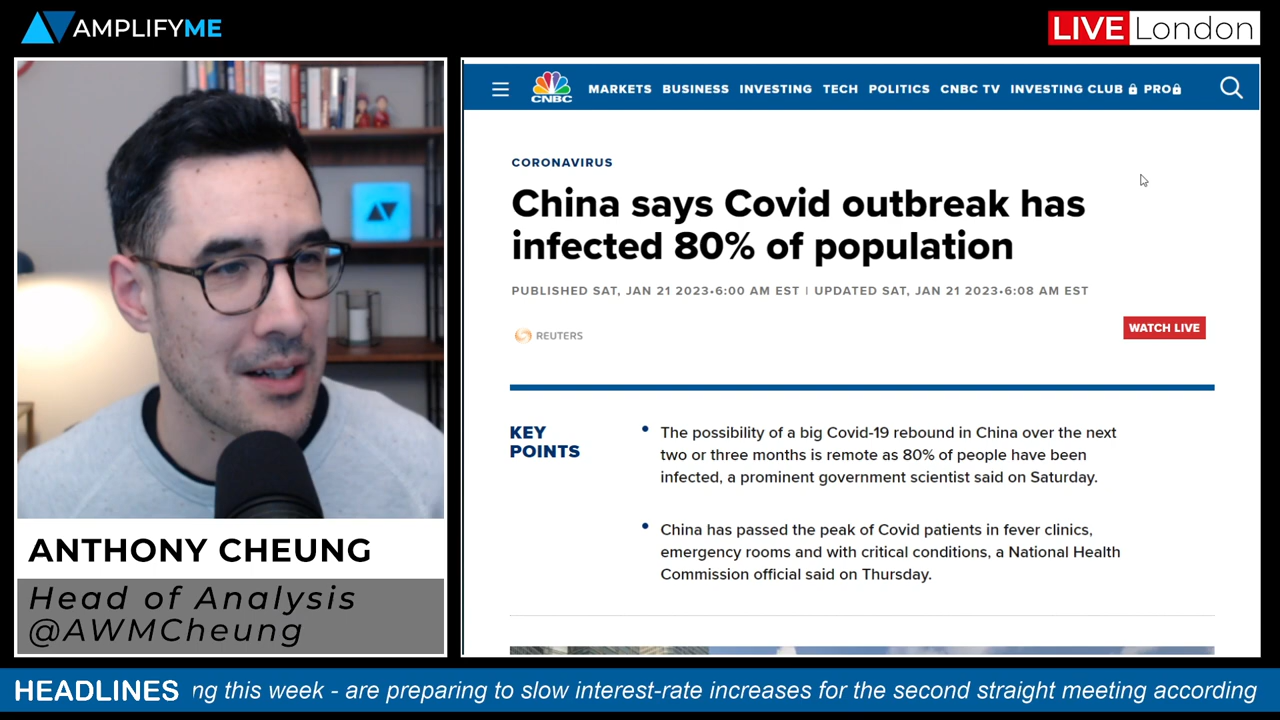 AMPLIFYME
LIVE London
CNBC
MARKETS BUSINESS INVESTING TECH POLITICS CNBC TV INVESTING CLUB PRO
CORONAVIRUS
China says Covid outbreak has
infected 80% of population
PUBLISHED SAT, JAN 21 2023•6:00 AM EST | UPDATED SAT, JAN 21 2023•6:08 AM EST
REUTERS
WATCH LIVE
KEY
POINTS
• The possibility of a big Covid-19 rebound in China over the next
two or three months is remote as 80% of people have been
infected, a prominent government scientist said on Saturday.
• China has passed the peak of Covid patients in fever clinics,
emergency rooms and with critical conditions, a National Health
Commission official said on Thursday.
ANTHONY CHEUNG
Head of Analysis
@AWMCheung
HEADLINES ng this week - are preparing to slow interest-rate increases for the second straight meeting according